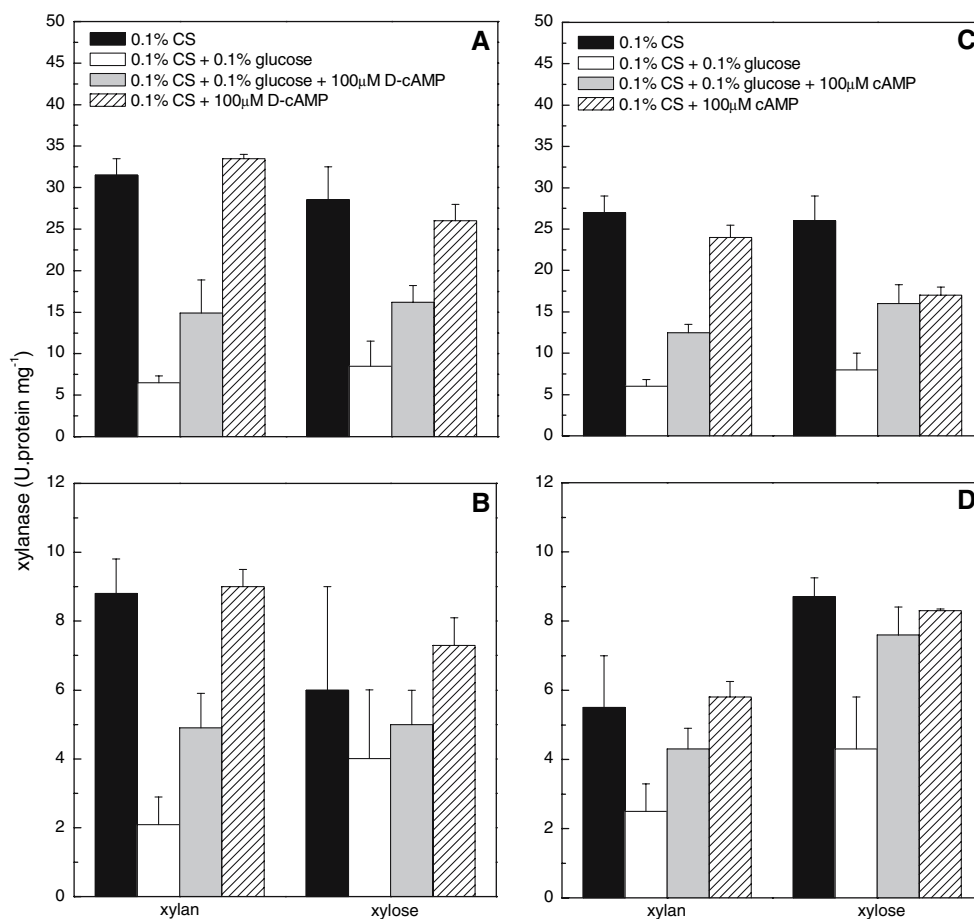 xylanase (U.protein mg⁻¹)
A
0.1% CS
0.1% CS + 0.1% glucose
0.1% CS + 0.1% glucose + 100μM D-cAMP
0.1% CS + 100μM D-cAMP
50
45
40
35
30
25
20
15
10
5
0
C
0.1% CS
0.1% CS + 0.1% glucose
0.1% CS + 0.1% glucose + 100μM cAMP
0.1% CS + 100μM cAMP
50
45
40
35
30
25
20
15
10
5
0
B
12
10
8
6
4
2
0
xylan xylose
D
12
10
8
6
4
2
0
xylan xylose